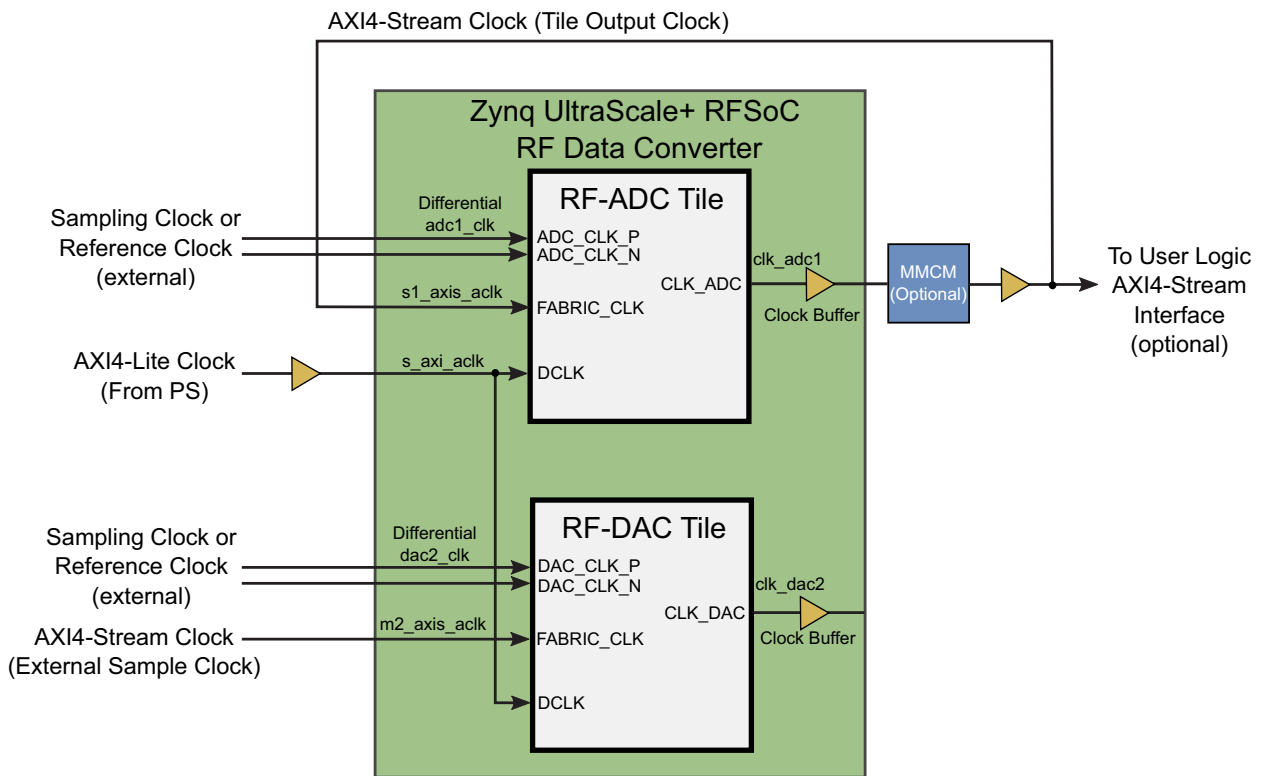 AXI4-Stream Clock (Tile Output Clock)
Zynq UltraScale+ RFSoC
RF Data Converter
Sampling Clock or
Reference Clock
(external)
Differential
adc1_clk
RF-ADC Tile
ADC_CLK_P
ADC_CLK_N
CLK_ADC
s1_axis_aclk
FABRIC_CLK
clk_adc1
Clock Buffer
MMCM
(Optional)
To User Logic
AXI4-Stream
Interface
(optional)
AXI4-Lite Clock
(From PS)
s_axi_aclk
DCLK
Sampling Clock or
Reference Clock
(external)
Differential
dac2_clk
RF-DAC Tile
DAC_CLK_P
DAC_CLK_N
CLK_DAC
clk_dac2
Clock Buffer
AXI4-Stream Clock
(External Sample Clock)
m2_axis_aclk
FABRIC_CLK
DCLK